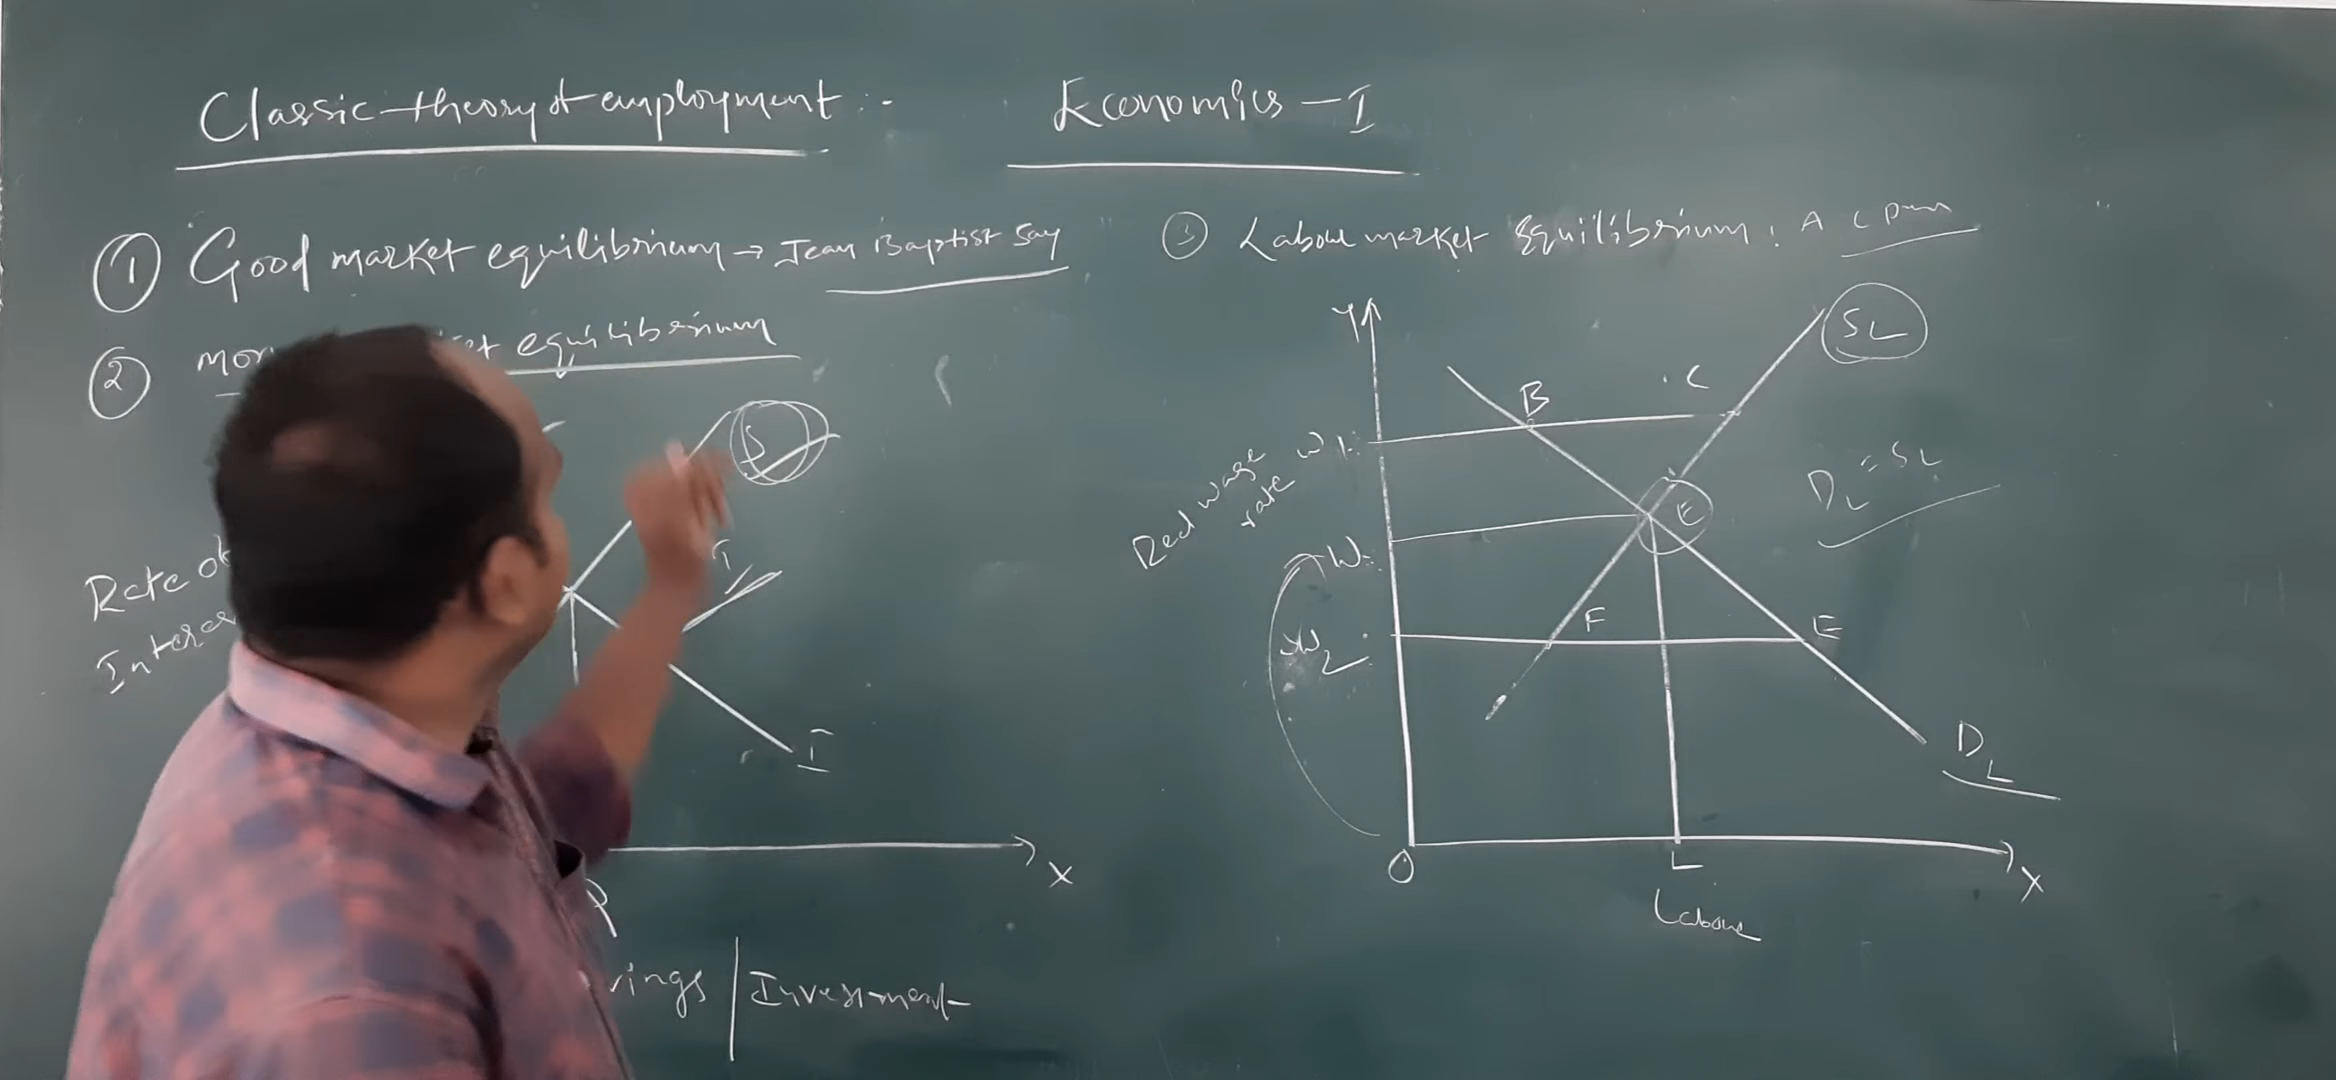 Classic theory of employment :-
Economics - I
① Good market equilibrium → Jean Baptist Say
② equilibrium
S
I
I
Rate of
X
Investment
③ Labour market Equilibrium : A C
Y
SL
B
C
Real wage
rate
W1
DL = SL
E
W
F
E
W2
DL
O
L
X
Labour